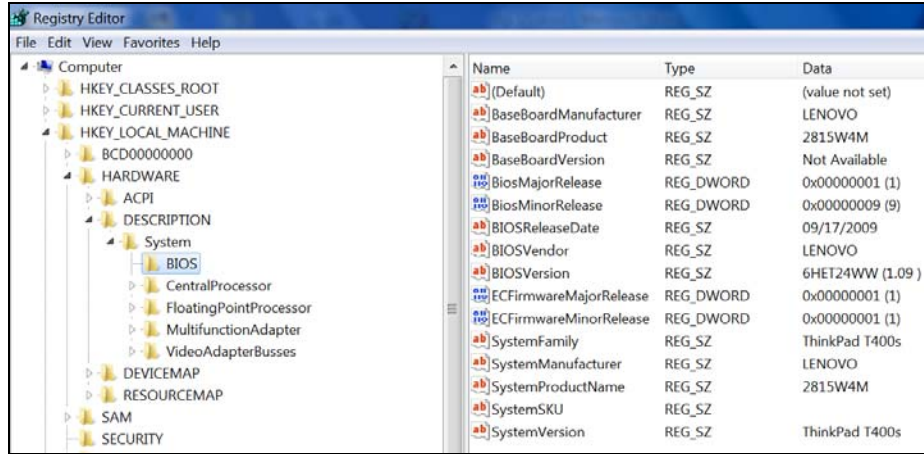 Registry Editor
File Edit View Favorites Help
Computer
HKEY_CLASSES_ROOT
HKEY_CURRENT_USER
HKEY_LOCAL_MACHINE
BCD00000000
HARDWARE
ACPI
DESCRIPTION
System
BIOS
CentralProcessor
FloatingPointProcessor
MultifunctionAdapter
VideoAdapterBusses
DEVICEMAP
RESOURCEMAP
SAM
SECURITY
Name Type Data
(Default) REG_SZ (value not set)
BaseBoardManufacturer REG_SZ LENOVO
BaseBoardProduct REG_SZ 2815W4M
BaseBoardVersion REG_SZ Not Available
BiosMajorRelease REG_DWORD 0x00000001 (1)
BiosMinorRelease REG_DWORD 0x00000009 (9)
BIOSReleaseDate REG_SZ 09/17/2009
BIOSVendor REG_SZ LENOVO
BIOSVersion REG_SZ 6HET24WW (1.09 )
ECFirmwareMajorRelease REG_DWORD 0x00000001 (1)
ECFirmwareMinorRelease REG_DWORD 0x00000001 (1)
SystemFamily REG_SZ ThinkPad T400s
SystemManufacturer REG_SZ LENOVO
SystemProductName REG_SZ 2815W4M
SystemSKU REG_SZ
SystemVersion REG_SZ ThinkPad T400s